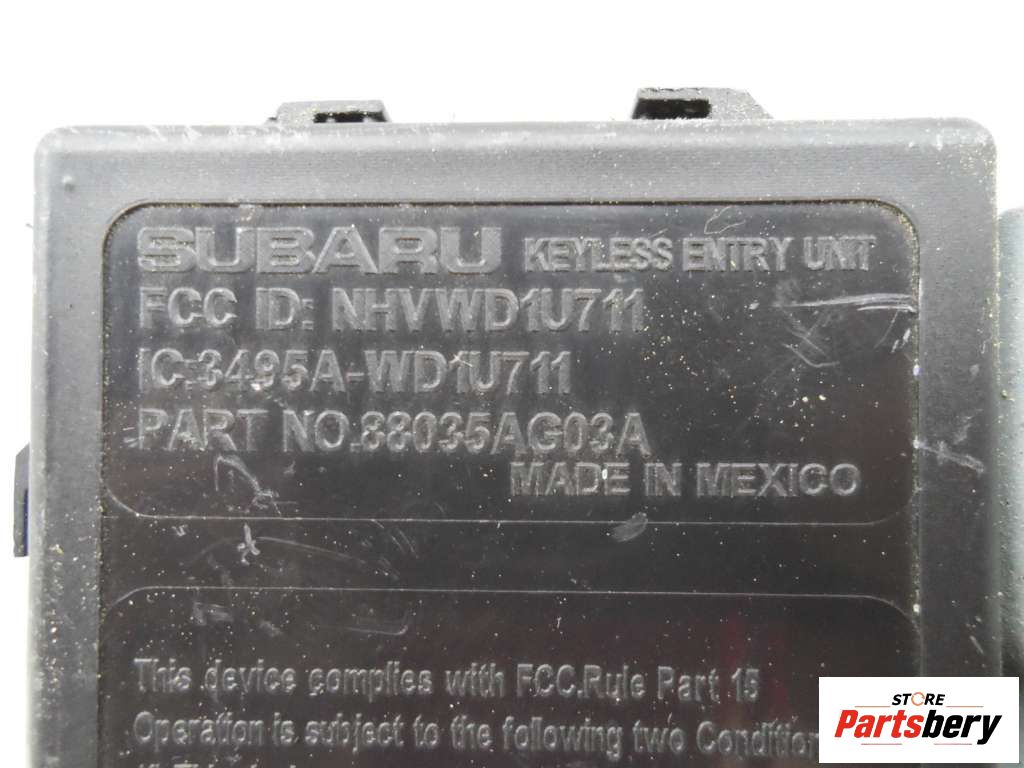 SUBARU KEYLESS ENTRY UNIT
FCC ID: NHVWD1U711
IC:3495A-WD1U711
PART NO.88035AG03A
MADE IN MEXICO
This device complies with FCC.Rule Part 15
Operation is subject to the following two Condition
STORE
Partsbery